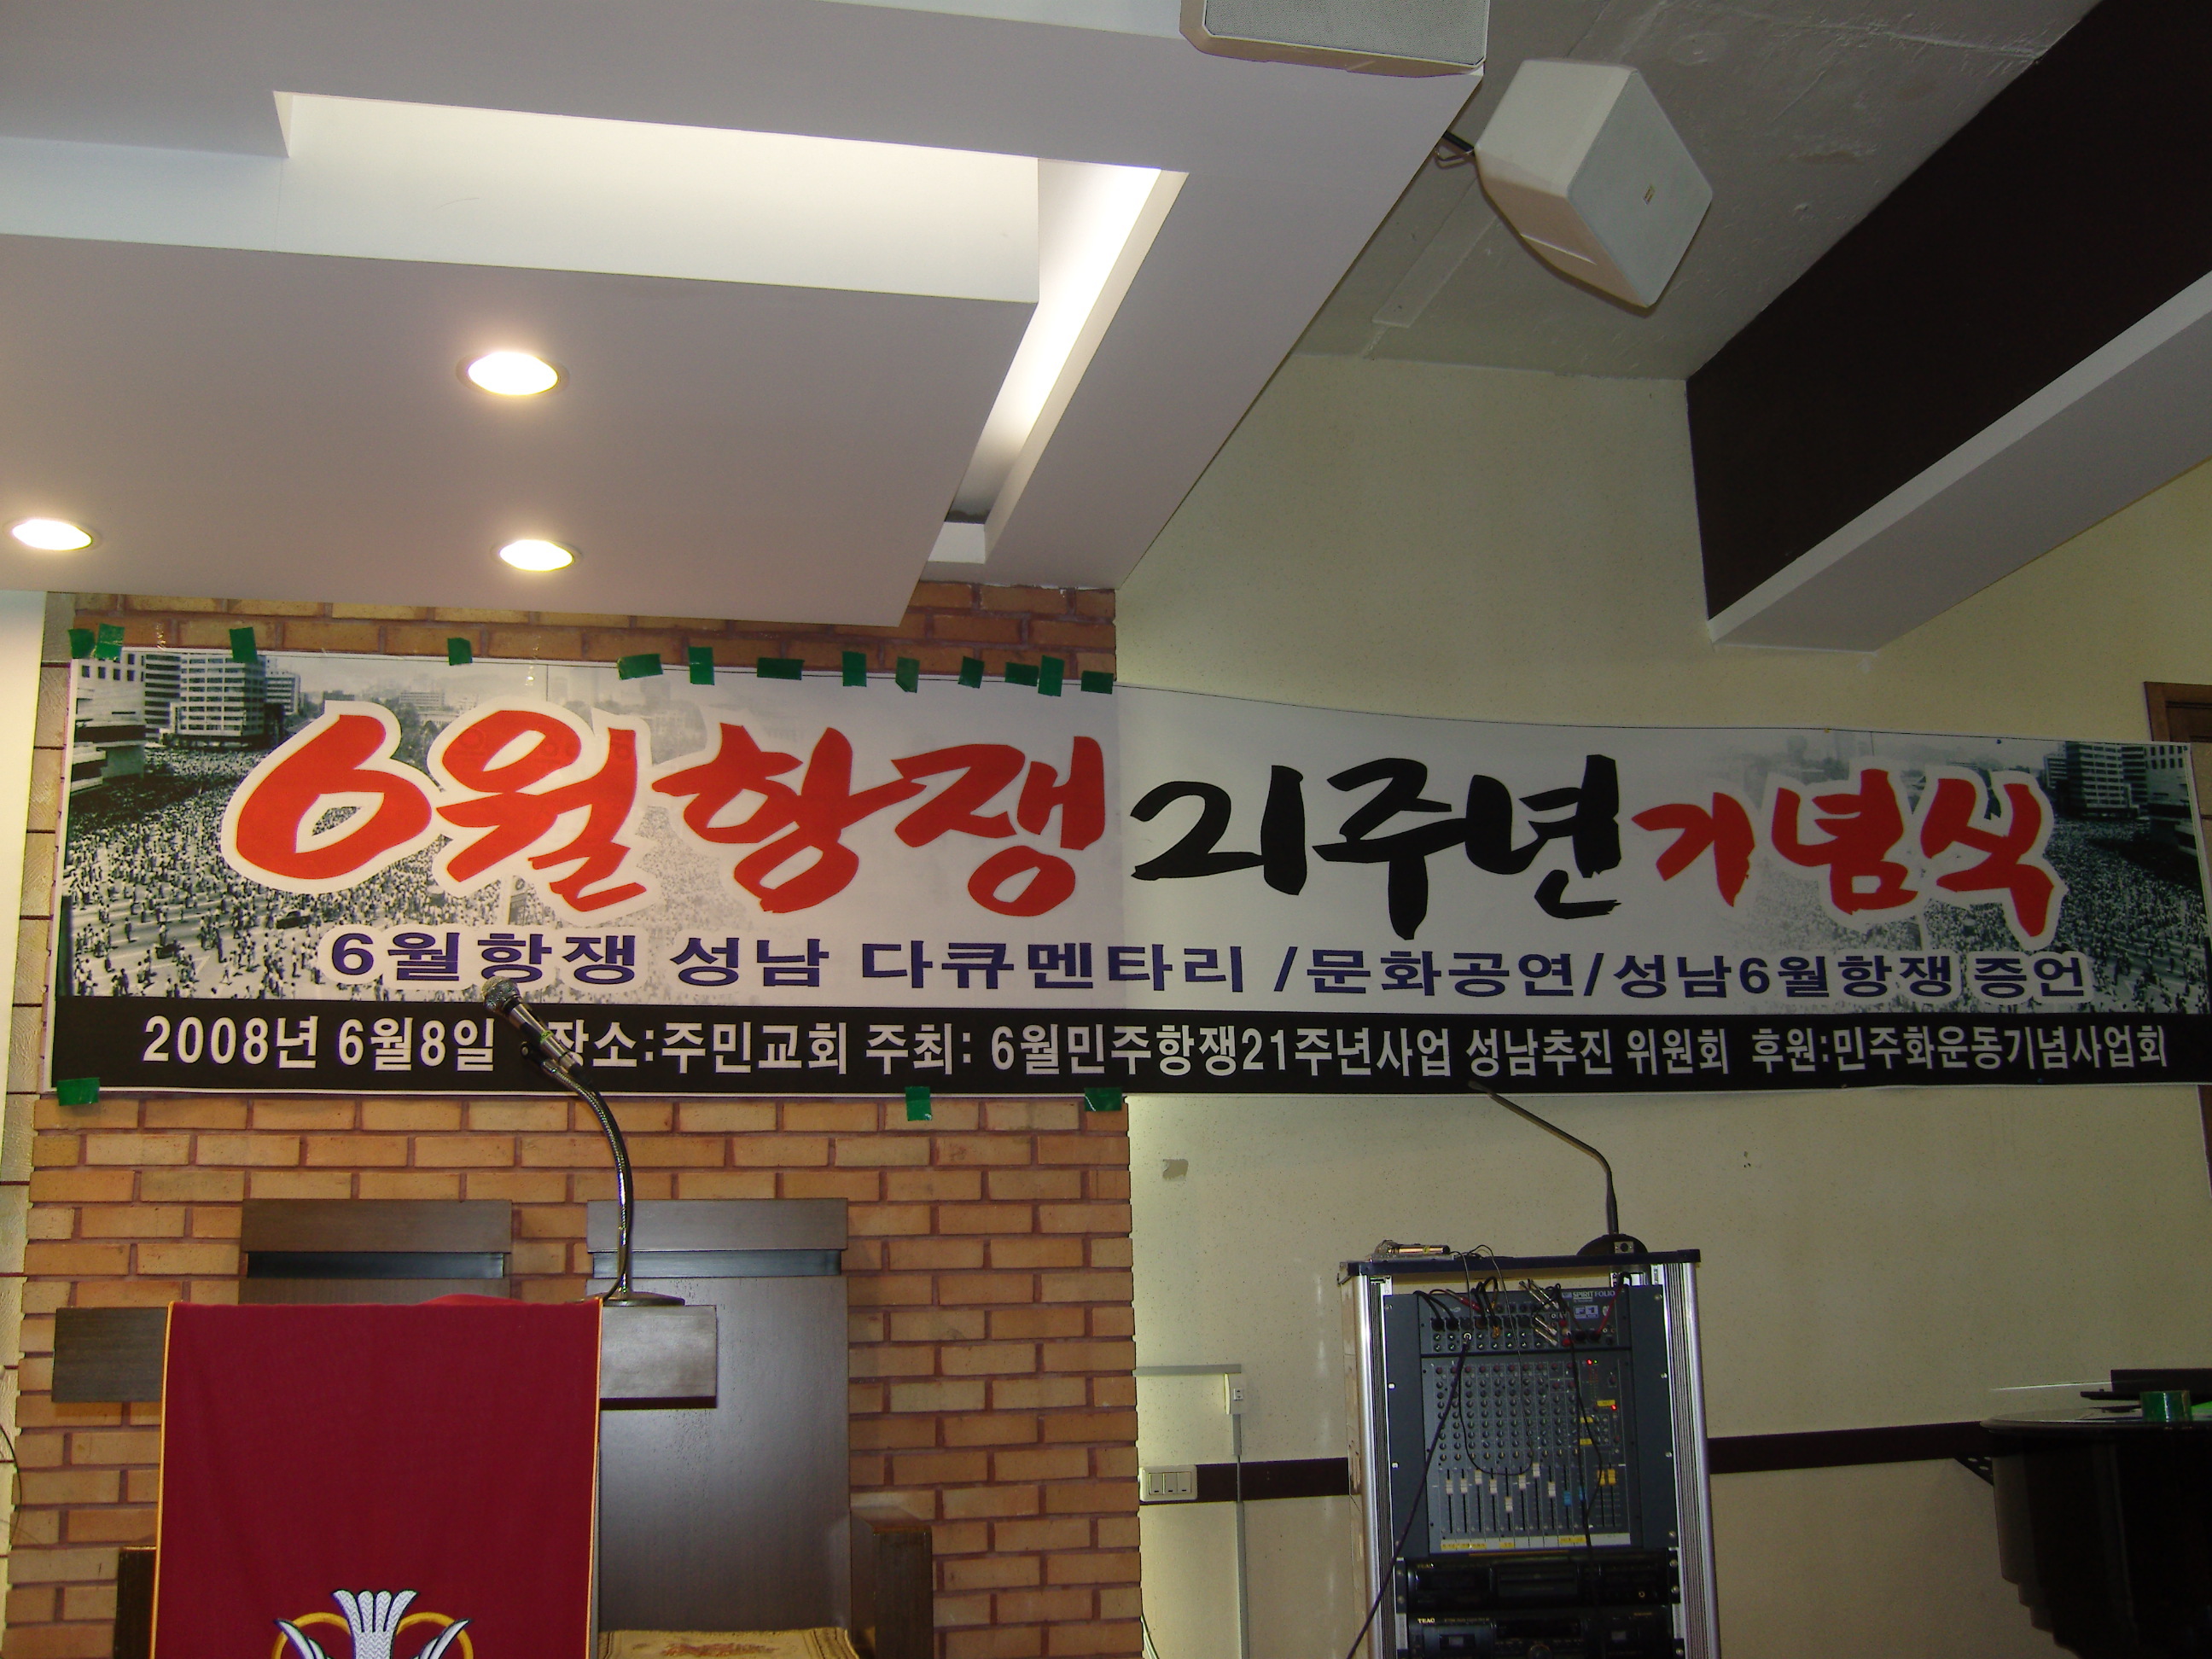 6월항쟁 21주년 기념식
6월항쟁 성남 다큐멘타리 /문화공연/성남6월항쟁 증언
2008년 6월8일 장소:주민교회 주최: 6월민주항쟁21주년사업 성남추진 위원회 후원:민주화운동기념사업회
SPIRIT FOLIO
TEAC